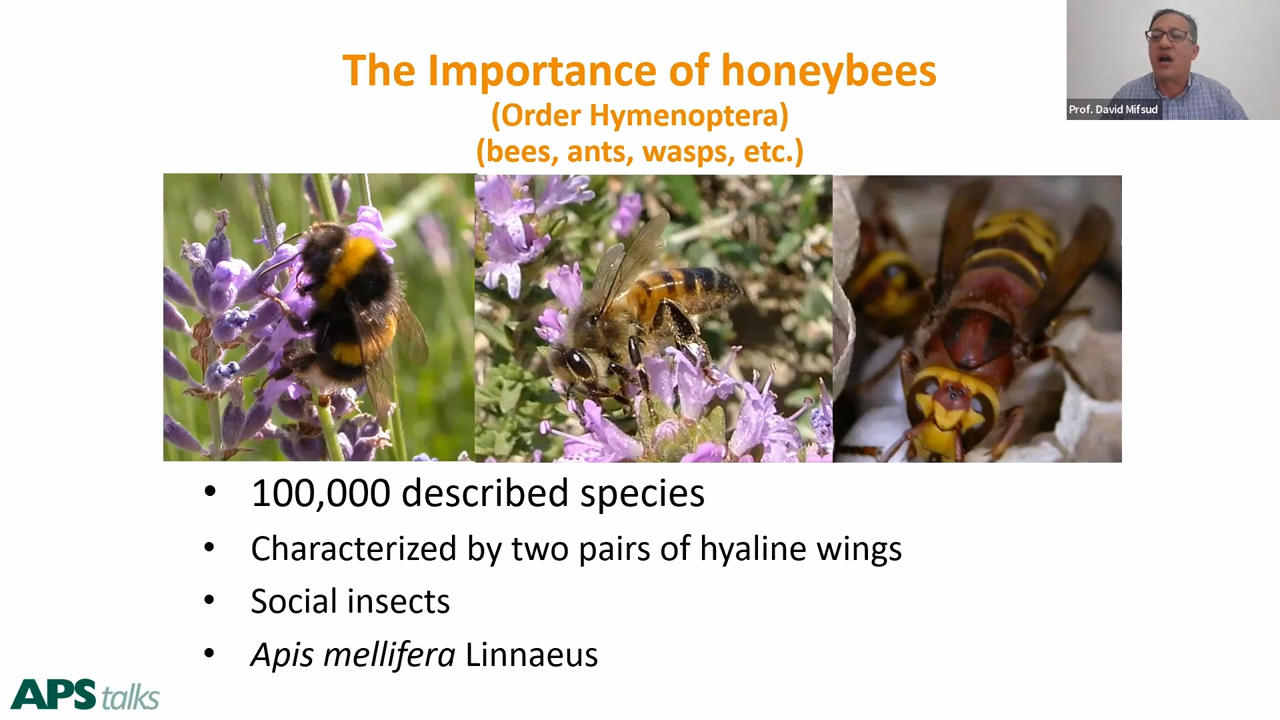 The Importance of honeybees
(Order Hymenoptera)
(bees, ants, wasps, etc.)
Prof. David Mifsud
• 100,000 described species
• Characterized by two pairs of hyaline wings
• Social insects
• Apis mellifera Linnaeus
APS talks